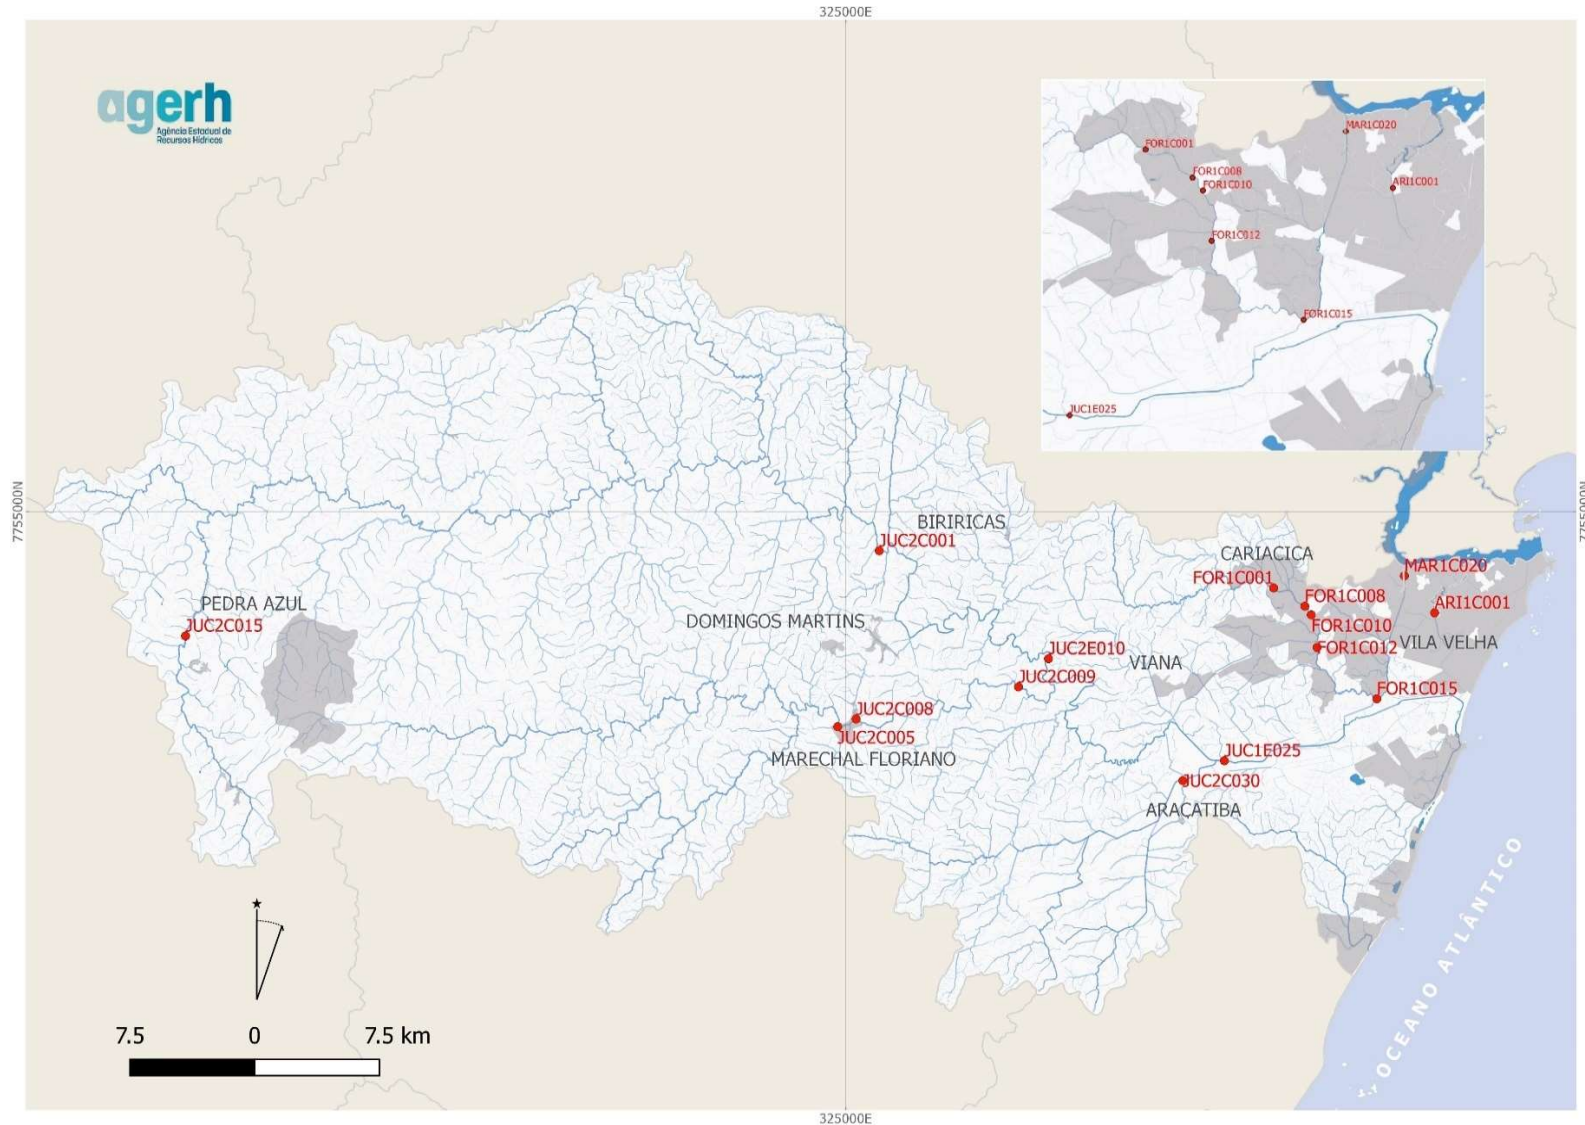 325000E
agerh
Agência Estadual de
Recursos Hídricos
MAR1C020
FOR1C001
FOR1C008
FOR1C010
ARI1C001
FOR1C012
FOR1C015
JUC1E025
7755000N
7755000N
BIRIRICAS
JUC2C001
CARIACICA
FOR1C001
MAR1C020
FOR1C008
ARI1C001
FOR1C010
PEDRA AZUL
JUC2C015
DOMINGOS MARTINS
VILA VELHA
FOR1C012
JUC2E010
VIANA
JUC2C009
FOR1C015
JUC2C008
JUC2C005
JUC1E025
MARECHAL FLORIANO
JUC2C030
ARAÇATIBA
OCEANO ATLÂNTICO
7.5 0 7.5 km
325000E